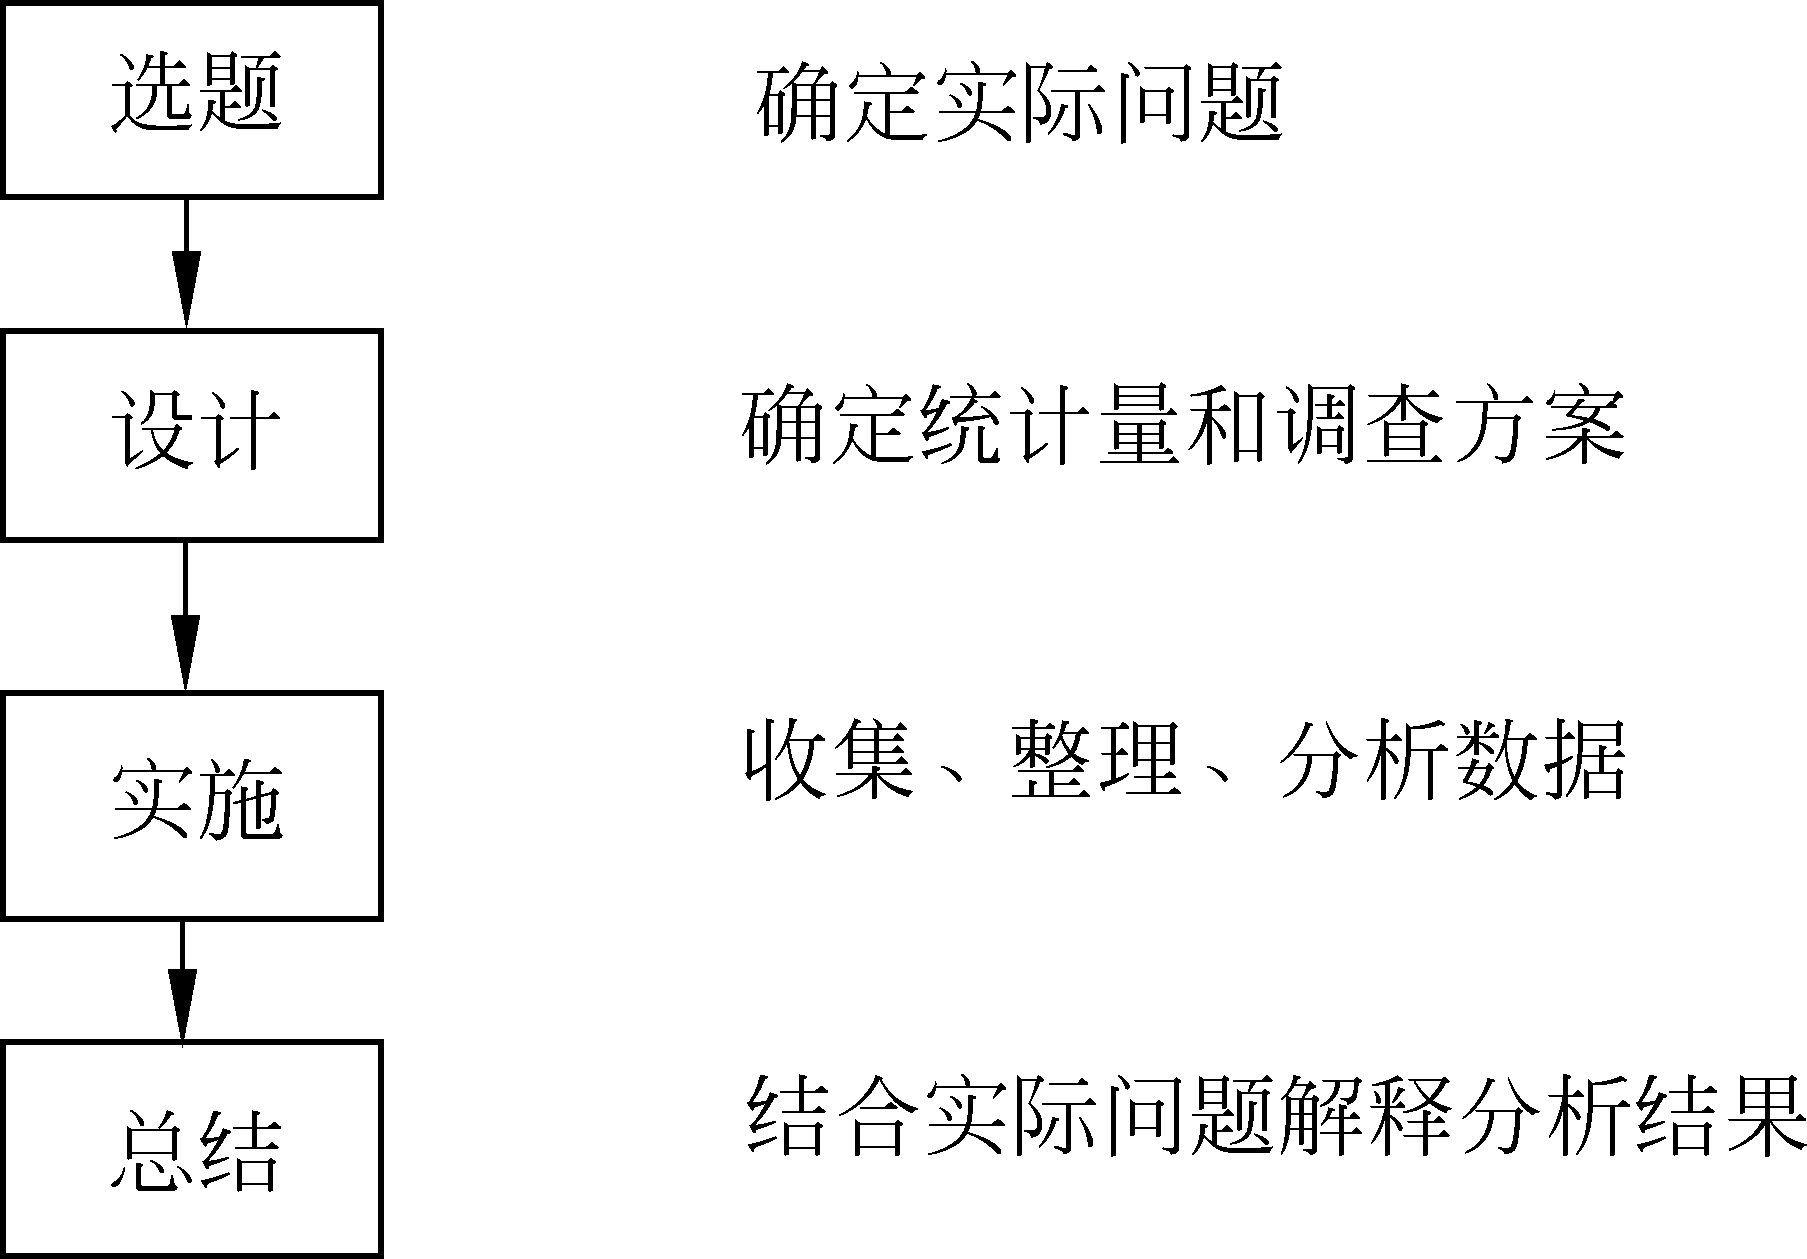 选题
确定实际问题
设计
确定统计量和调查方案
实施
收集、整理、分析数据
总结
结合实际问题解释分析结果